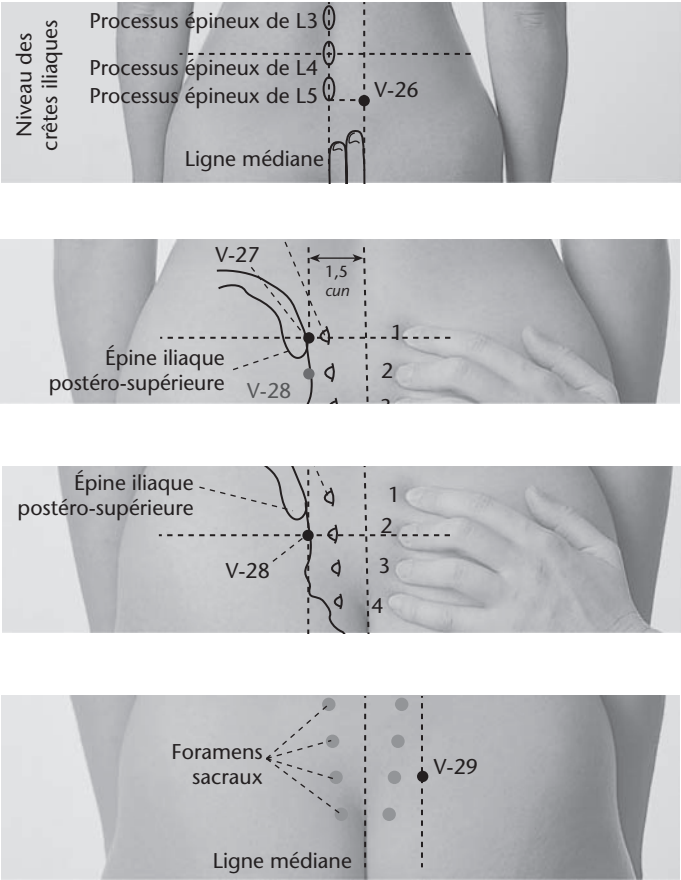 Niveau des
crêtes iliaques
Processus épineux de L3
Processus épineux de L4
Processus épineux de L5
V-26
Ligne médiane
V-27
1,5
cun
1
Épine iliaque
postéro-supérieure
2
V-28
3
Épine iliaque
postéro-supérieure
1
2
V-28
3
4
Foramens
sacraux
V-29
Ligne médiane